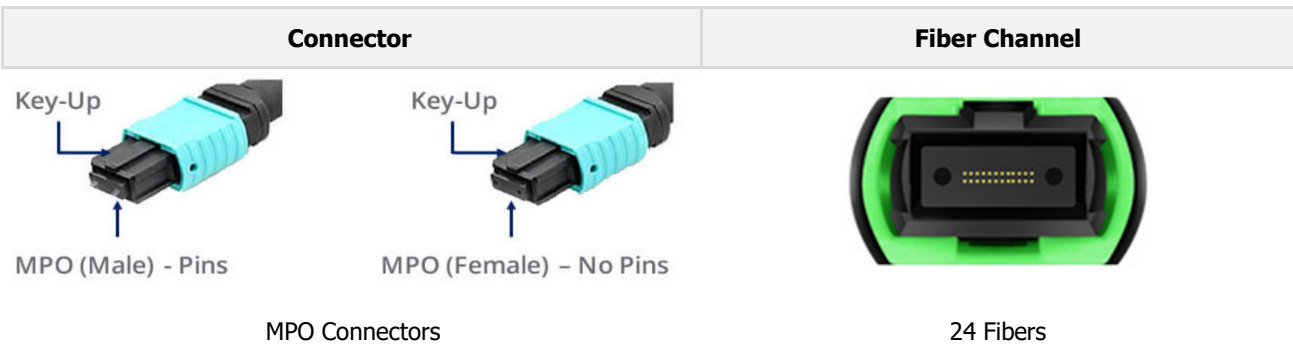 Connector
Fiber Channel
Key-Up
Key-Up
MPO (Male) - Pins
MPO (Female) – No Pins
MPO Connectors
24 Fibers